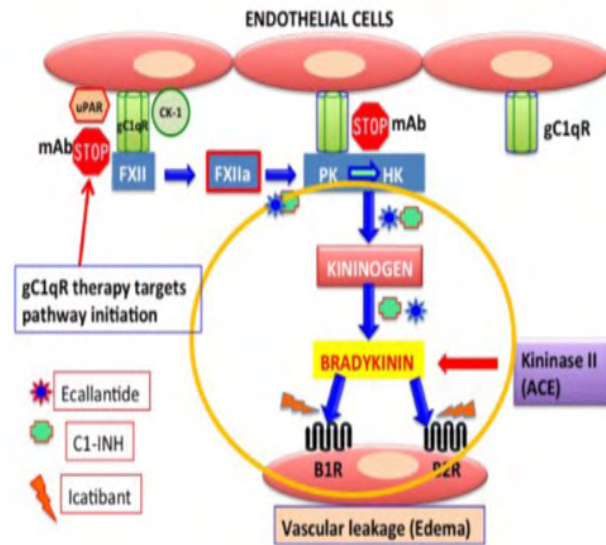 ENDOTHELIAL CELLS
uPAR
gC1qR
CK-1
mAb
STOP
FXII
FXIIa
STOP
mAb
PK
HK
gC1qR
gC1qR therapy targets
pathway initiation
KININOGEN
BRADYKININ
Kininase II
(ACE)
Ecallantide
C1-INH
Icatibant
B1R
B2R
Vascular leakage (Edema)